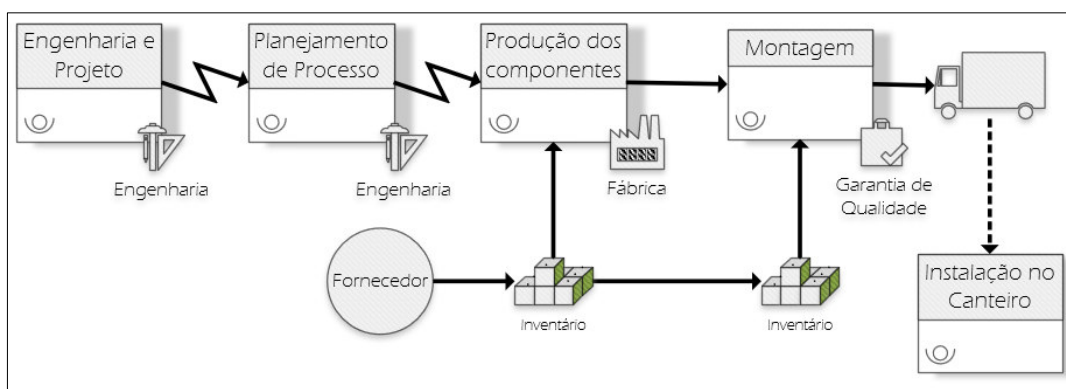 Engenharia e
Projeto
Engenharia
Planejamento
de Processo
Engenharia
Produção dos
componentes
Fábrica
Montagem
Garantia de
Qualidade
Fornecedor
Inventário
Inventário
Instalação no
Canteiro